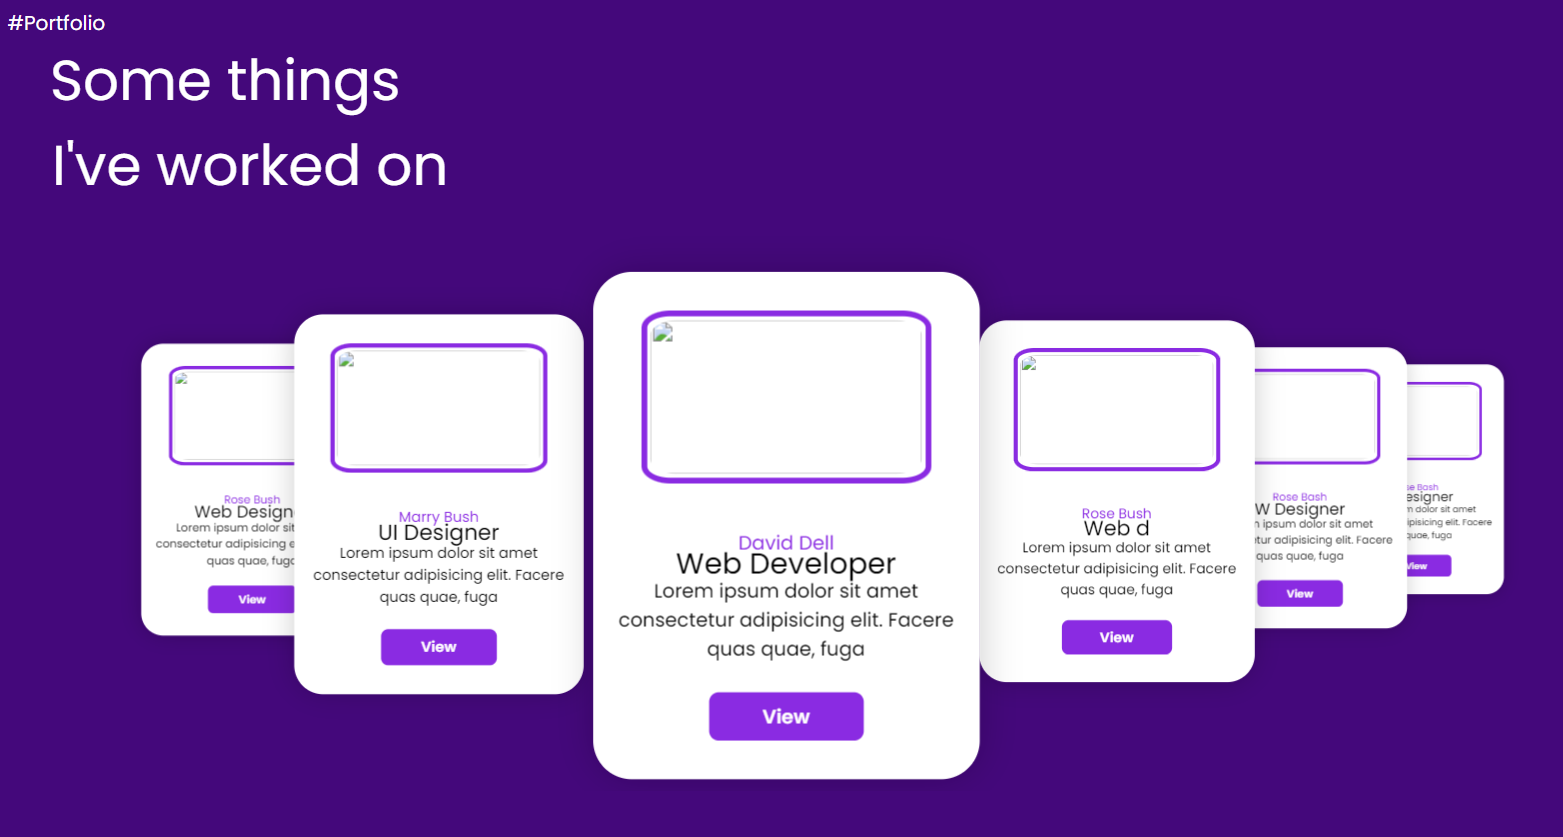 #Portfolio
Some things
I've worked on
Rose Bush
Web Design
Lorem ipsum dolor sit
consectetur adipisicing e
quas quae, fuga
View
Marry Bush
UI Designer
Lorem ipsum dolor sit amet
consectetur adipisicing elit. Facere
quas quae, fuga
View
David Dell
Web Developer
Lorem ipsum dolor sit amet
consectetur adipisicing elit. Facere
quas quae, fuga
View
Rose Bush
Web d
Lorem ipsum dolor sit amet
consectetur adipisicing elit. Facere
quas quae, fuga
View
Rose Bash
W Designer
ipsum dolor sit amet
adipisicing elit. Facere
quas quae, fuga
View
Bash
esigner
dolor sit amet
elit. Facere
quae, fuga
View